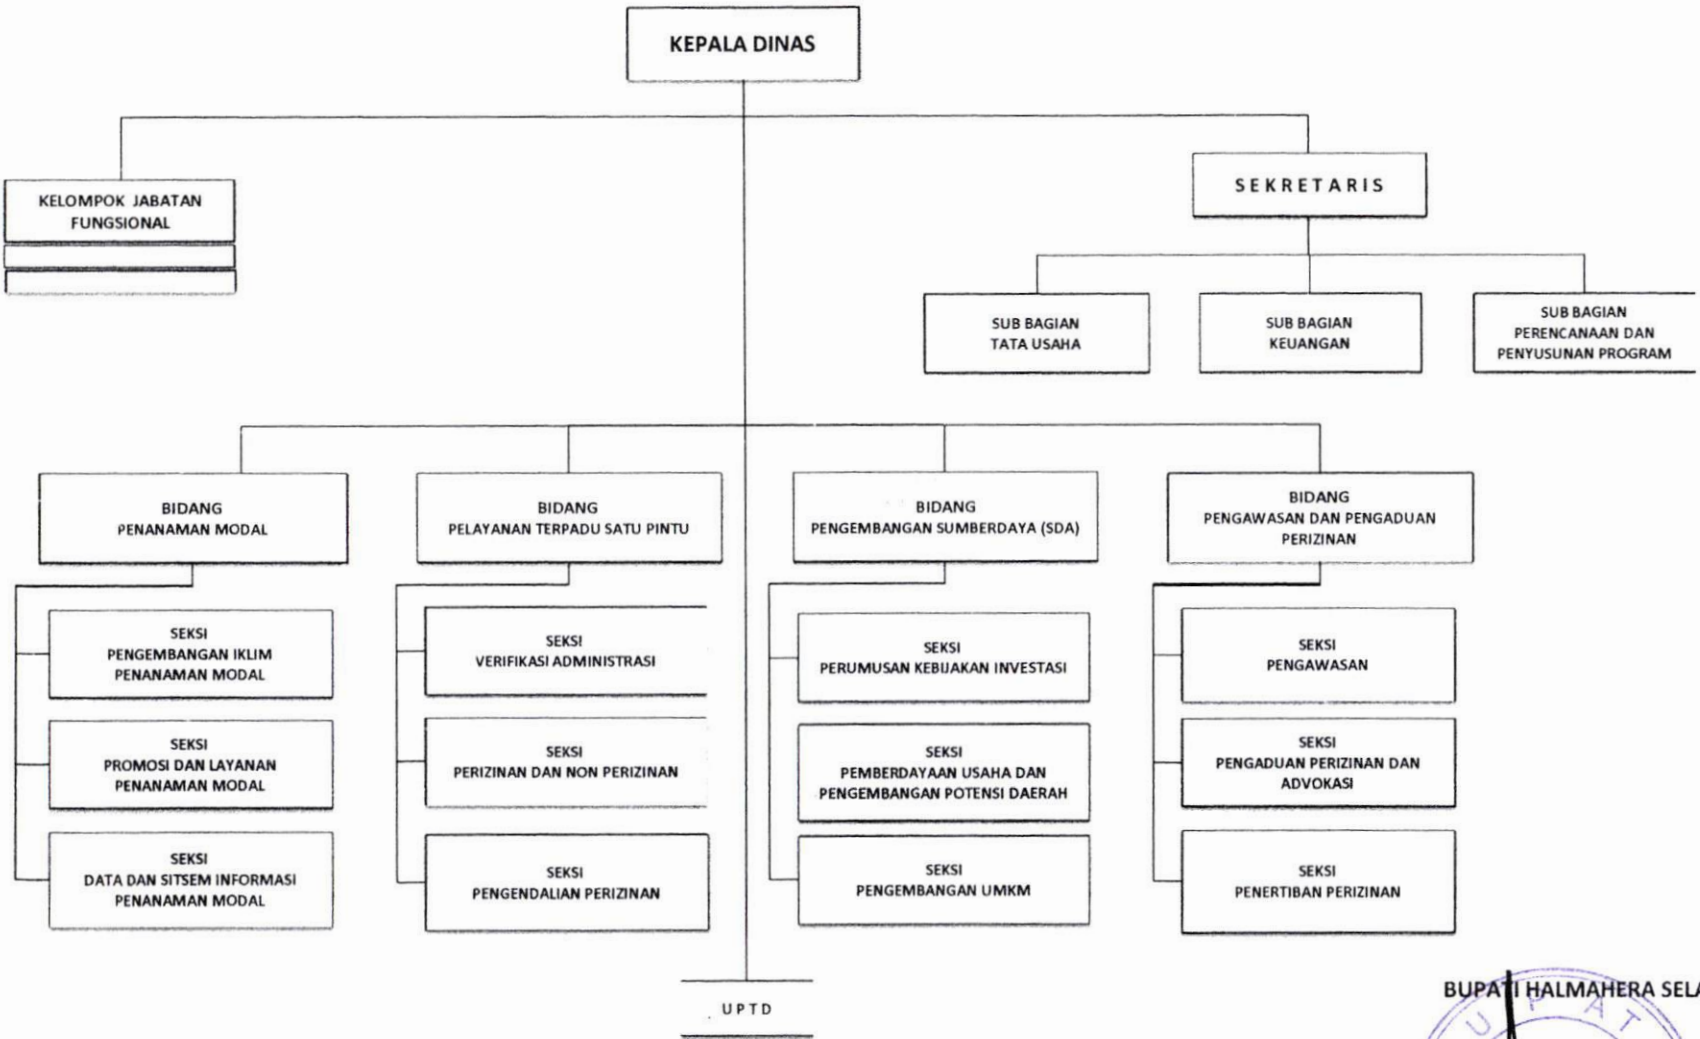 KEPALA DINAS
KELOMPOK JABATAN
FUNGSIONAL
S E K R E T A R I S
SUB BAGIAN
TATA USAHA
SUB BAGIAN
KEUANGAN
SUB BAGIAN
PERENCANAAN DAN
PENYUSUNAN PROGRAM
BIDANG
PENANAMAN MODAL
BIDANG
PELAYANAN TERPADU SATU PINTU
BIDANG
PENGEMBANGAN SUMBERDAYA (SDA)
BIDANG
PENGAWASAN DAN PENGADUAN
PERIZINAN
SEKSI
PENGEMBANGAN IKLIM
PENANAMAN MODAL
SEKSI
PROMOSI DAN LAYANAN
PENANAMAN MODAL
SEKSI
DATA DAN SITSEM INFORMASI
PENANAMAN MODAL
SEKSI
VERIFIKASI ADMINISTRASI
SEKSI
PERIZINAN DAN NON PERIZINAN
SEKSI
PENGENDALIAN PERIZINAN
SEKSI
PERUMUSAN KEBIJAKAN INVESTASI
SEKSI
PEMBERDAYAAN USAHA DAN
PENGEMBANGAN POTENSI DAERAH
SEKSI
PENGEMBANGAN UMKM
SEKSI
PENGAWASAN
SEKSI
PENGADUAN PERIZINAN DAN
ADVOKASI
SEKSI
PENERTIBAN PERIZINAN
U P T D
BUPATI HALMAHERA SELA
U P A T